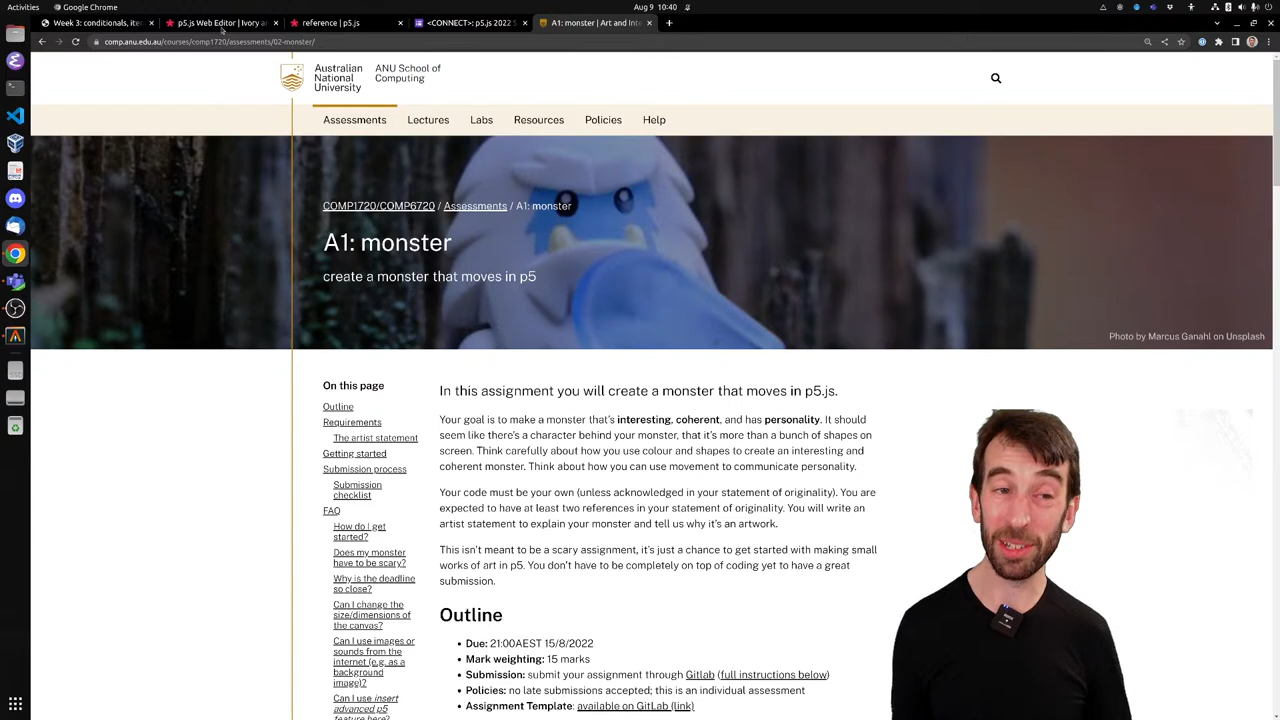 Activities
Google Chrome
Aug 9 10:40
Week 3: conditionals, iter
p5.js Web Editor | Ivory a
reference | p5.js
<CONNECT>: p5.js 2022 S
A1: monster | Art and Inte
comp.anu.edu.au/courses/comp1720/assessments/02-monster/
Australian
National
University
ANU School of
Computing
Assessments
Lectures
Labs
Resources
Policies
Help
COMP1720/COMP6720 / Assessments / A1: monster
A1: monster
create a monster that moves in p5
Photo by Marcus Ganahl on Unsplash
On this page
Outline
Requirements
The artist statement
Getting started
Submission process
Submission
checklist
FAQ
How do I get
started?
Does my monster
have to be scary?
Why is the deadline
so close?
Can I change the
size/dimensions of
the canvas?
Can I use images or
sounds from the
internet (e.g. as a
background
image)?
Can I use insert
advanced p5
feature here?
In this assignment you will create a monster that moves in p5.js.
Your goal is to make a monster that's interesting, coherent, and has personality. It should
seem like there's a character behind your monster, that it's more than a bunch of shapes on
screen. Think carefully about how you use colour and shapes to create an interesting and
coherent monster. Think about how you can use movement to communicate personality.
Your code must be your own (unless acknowledged in your statement of originality). You are
expected to have at least two references in your statement of originality. You will write an
artist statement to explain your monster and tell us why it's an artwork.
This isn't meant to be a scary assignment, it's just a chance to get started with making small
works of art in p5. You don't have to be completely on top of coding yet to have a great
submission.
Outline
• Due: 21:00AEST 15/8/2022
• Mark weighting: 15 marks
• Submission: submit your assignment through Gitlab (full instructions below)
• Policies: no late submissions accepted; this is an individual assessment
• Assignment Template: available on GitLab (link)